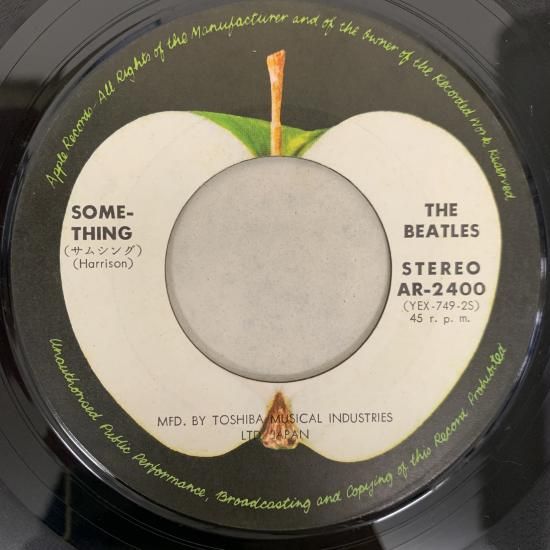 Apple Records-All Rights of the Manufacturer and of the Owner of the Recorded Work Reserved
SOME-
THING
(サムシング)
(Harrison)
THE
BEATLES
STEREO
AR-2400
(YEX-749-2S)
45 r. p. m.
MFD. BY TOSHIBA MUSICAL INDUSTRIES
LTD. JAPAN
Unauthorised Public Performance, Broadcasting and Copying of this Record Prohibited